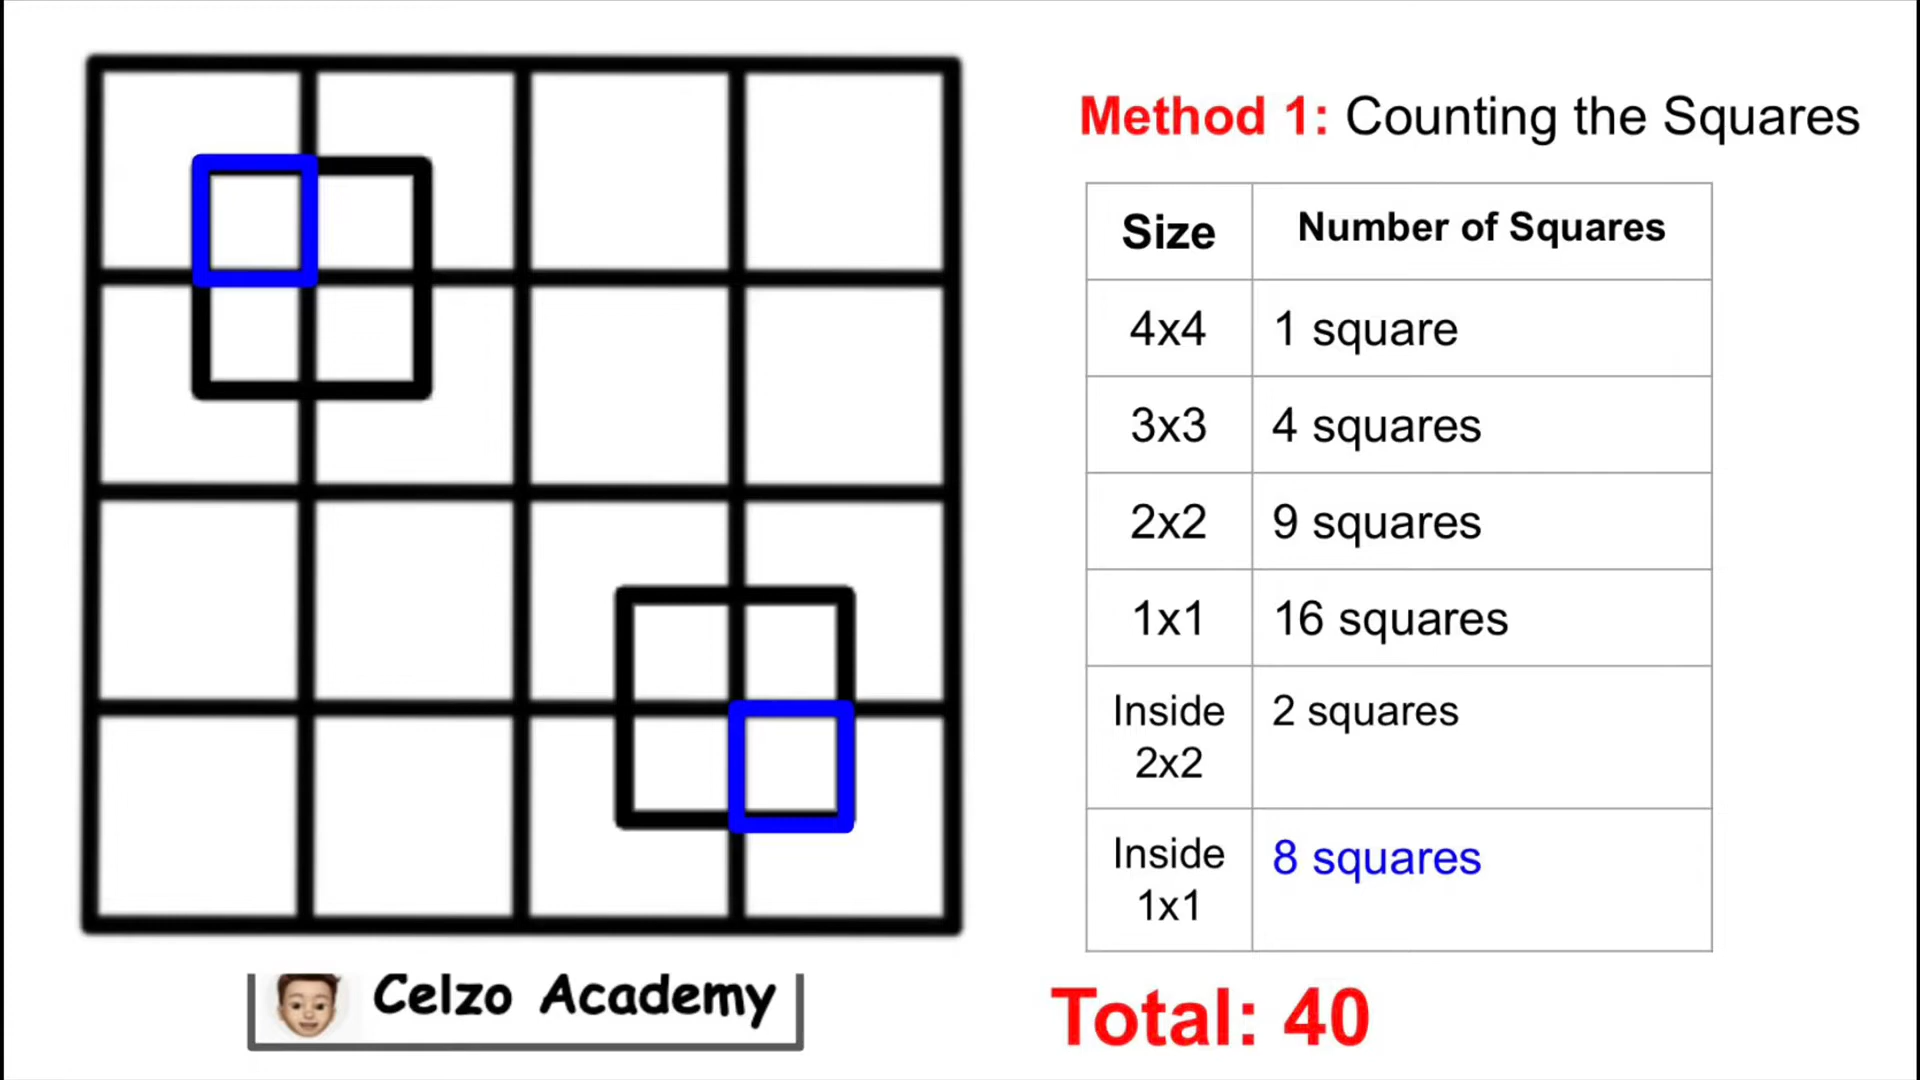 Method 1: Counting the Squares
Size Number of Squares
4x4 1 square
3x3 4 squares
2x2 9 squares
1x1 16 squares
Inside 2 squares
2x2
Inside 8 squares
1x1
Celzo Academy
Total: 40